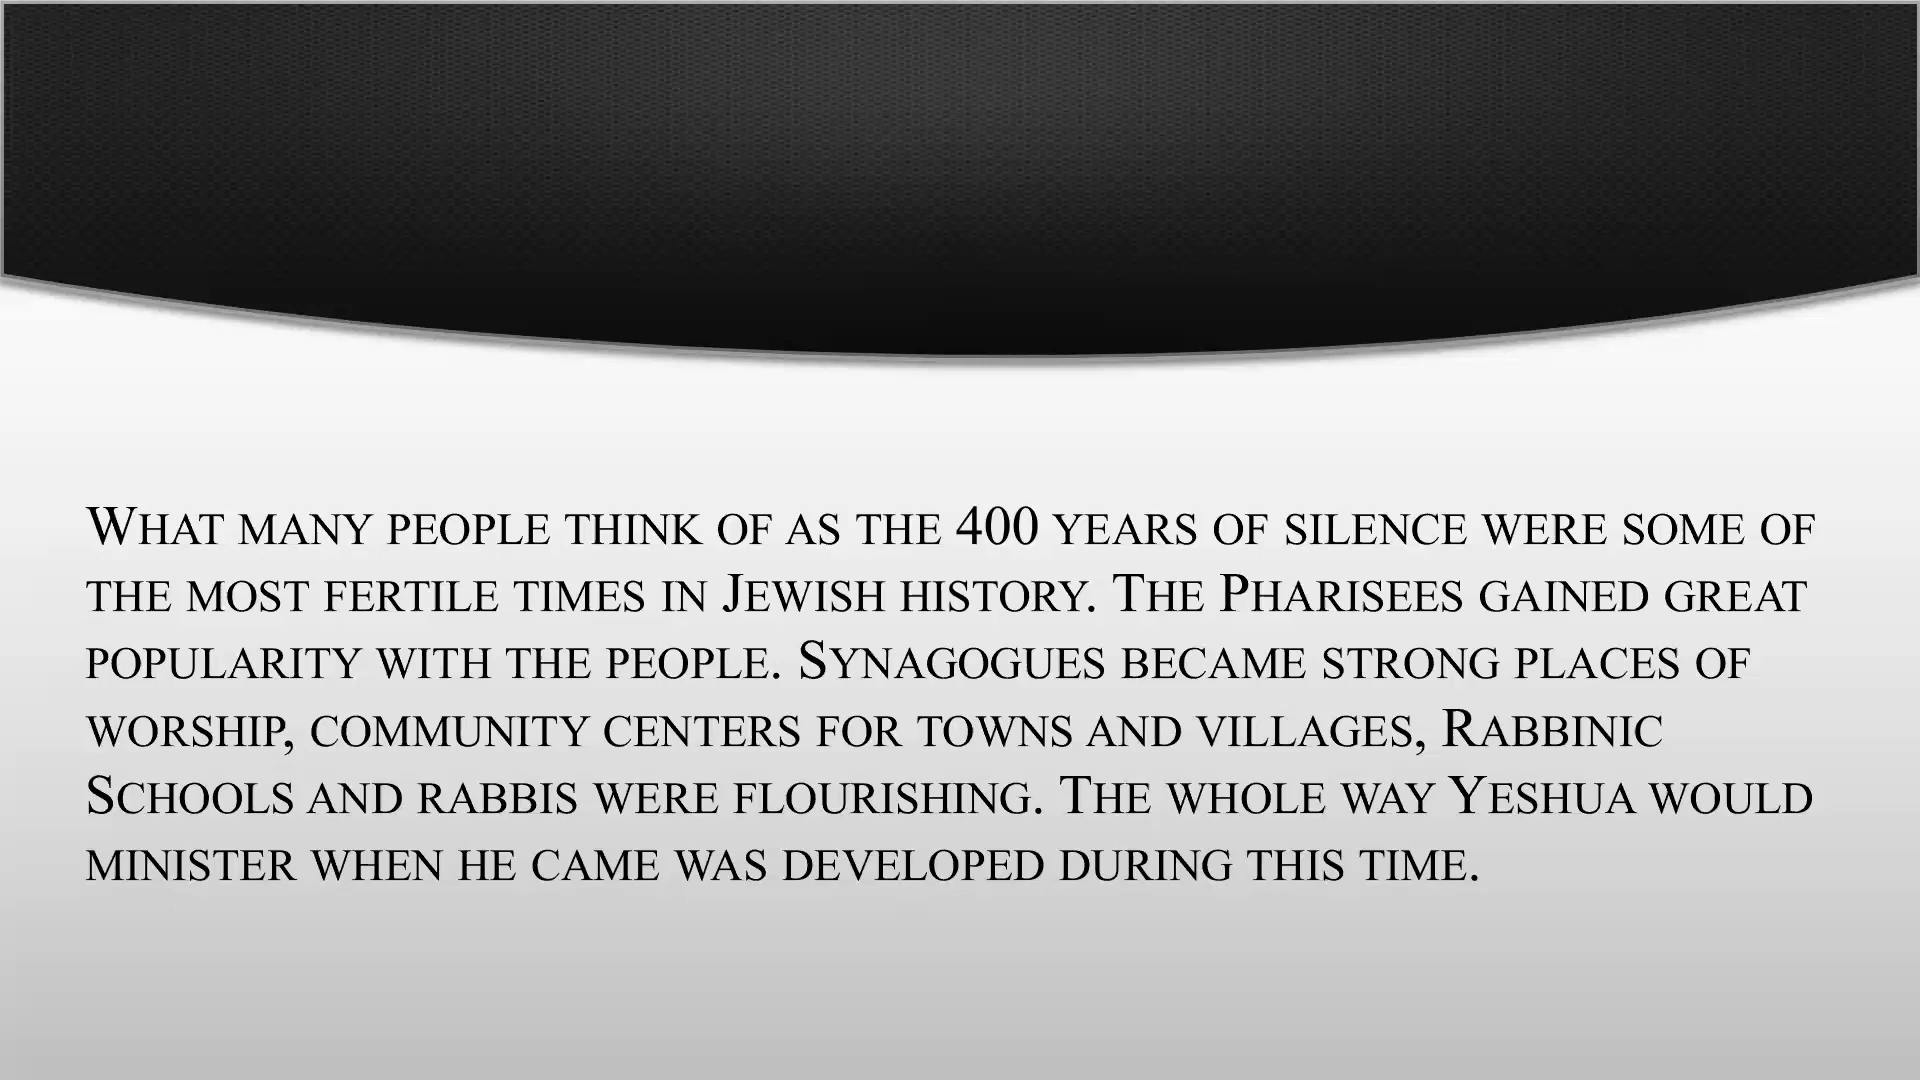 What many people think of as the 400 years of silence were some of
the most fertile times in Jewish history. The Pharisees gained great
popularity with the people. Synagogues became strong places of
worship, community centers for towns and villages, Rabbinic
Schools and rabbis were flourishing. The whole way Yeshua would
minister when he came was developed during this time.